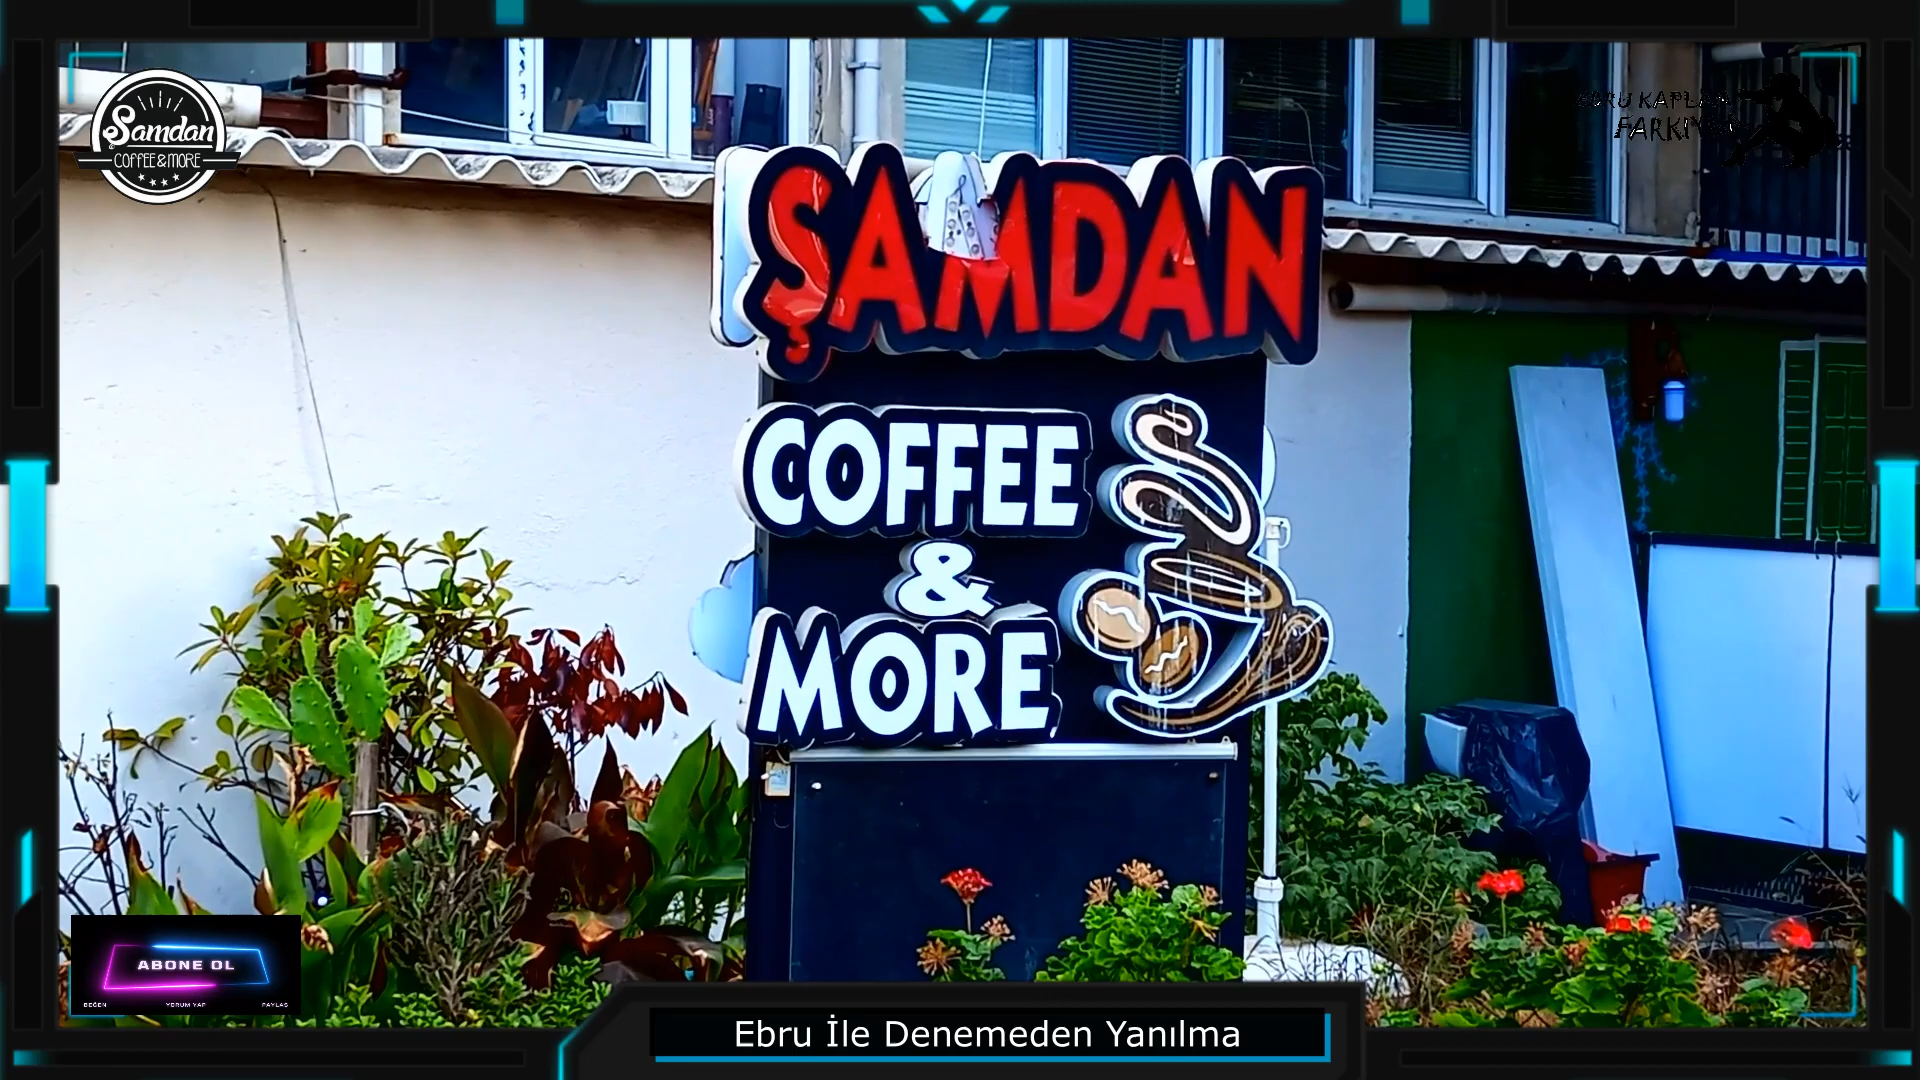 Şamdan
COFFEE & MORE
ŞAMDAN
COFFEE
&
MORE
ABONE OL
BEĞEN YORUM YAP PAYLAŞ
Ebru İle Denemeden Yanılma